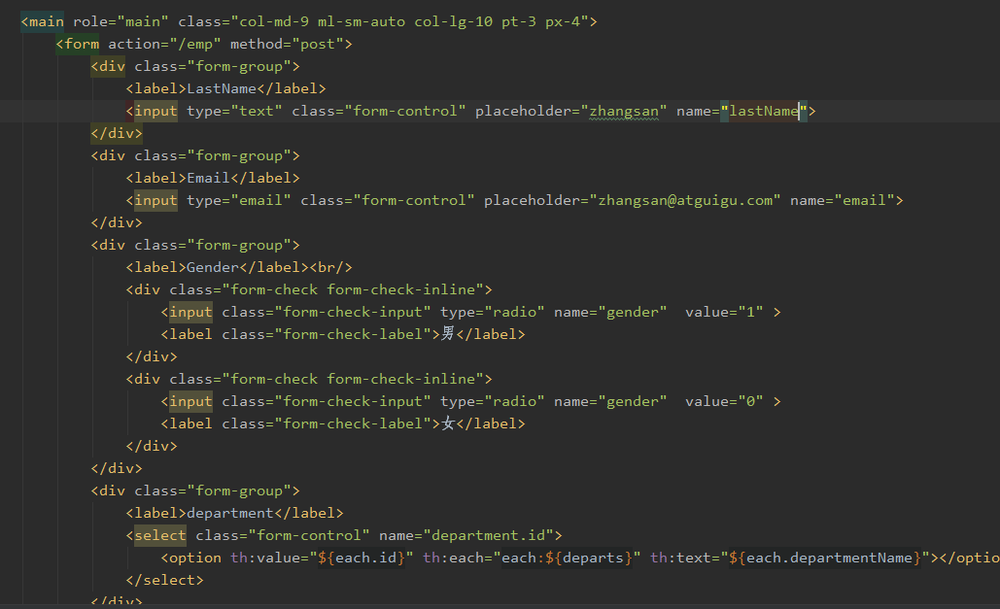 <main role="main" class="col-md-9 ml-sm-auto col-lg-10 pt-3 px-4">
<form action="/emp" method="post">
<div class="form-group">
<label>LastName</label>
<input type="text" class="form-control" placeholder="zhangsan" name="lastName">
</div>
<div class="form-group">
<label>Email</label>
<input type="email" class="form-control" placeholder="zhangsan@atguigu.com" name="email">
</div>
<div class="form-group">
<label>Gender</label><br/>
<div class="form-check form-check-inline">
<input class="form-check-input" type="radio" name="gender"  value="1" >
<label class="form-check-label">男</label>
</div>
<div class="form-check form-check-inline">
<input class="form-check-input" type="radio" name="gender"  value="0" >
<label class="form-check-label">女</label>
</div>
</div>
<div class="form-group">
<label>department</label>
<select class="form-control" name="department.id">
<option th:value="${each.id}" th:each="each:${departs}" th:text="${each.departmentName}"></optio
</select>
</div>